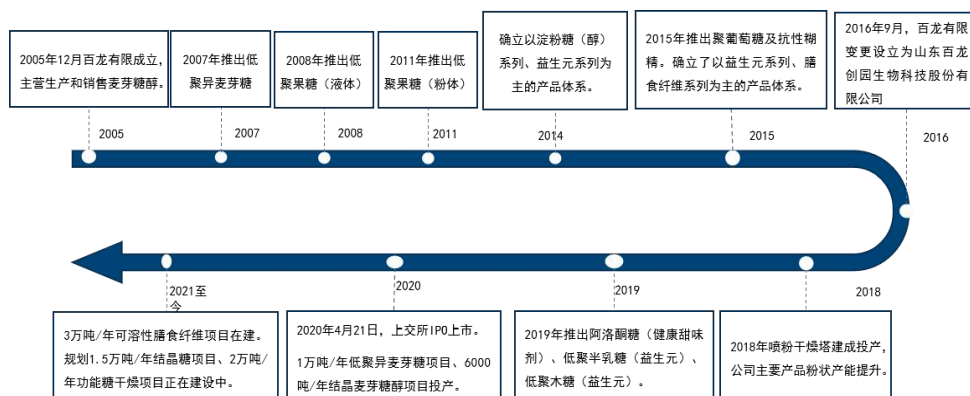 2005年12月百龙有限成立，
主营生产和销售麦芽糖醇。
2007年推出低
聚异麦芽糖
2008年推出低
聚果糖（液体）
2011年推出低
聚果糖（粉体）
确立以淀粉糖（醇）
系列、益生元系列为
主的产品体系。
2015年推出聚葡萄糖及抗性糊
精。确立了以益生元系列、膳
食纤维系列为主的产品体系。
2016年9月，百龙有限
变更设立为山东百龙
创园生物科技股份有
限公司
2005
2007
2008
2011
2014
2015
2016
2021至
今
2020
2019
2018
3万吨/年可溶性膳食纤维项目在建。
规划1.5万吨/年结晶糖项目、2万吨/
年功能糖干燥项目正在建设中。
2020年4月21日，上交所IPO上市。
1万吨/年低聚异麦芽糖项目、6000
吨/年结晶麦芽糖醇项目投产。
2019年推出阿洛酮糖（健康甜味
剂）、低聚半乳糖（益生元）、
低聚木糖（益生元）。
2018年喷粉干燥塔建成投产，
公司主要产品粉状产能提升。